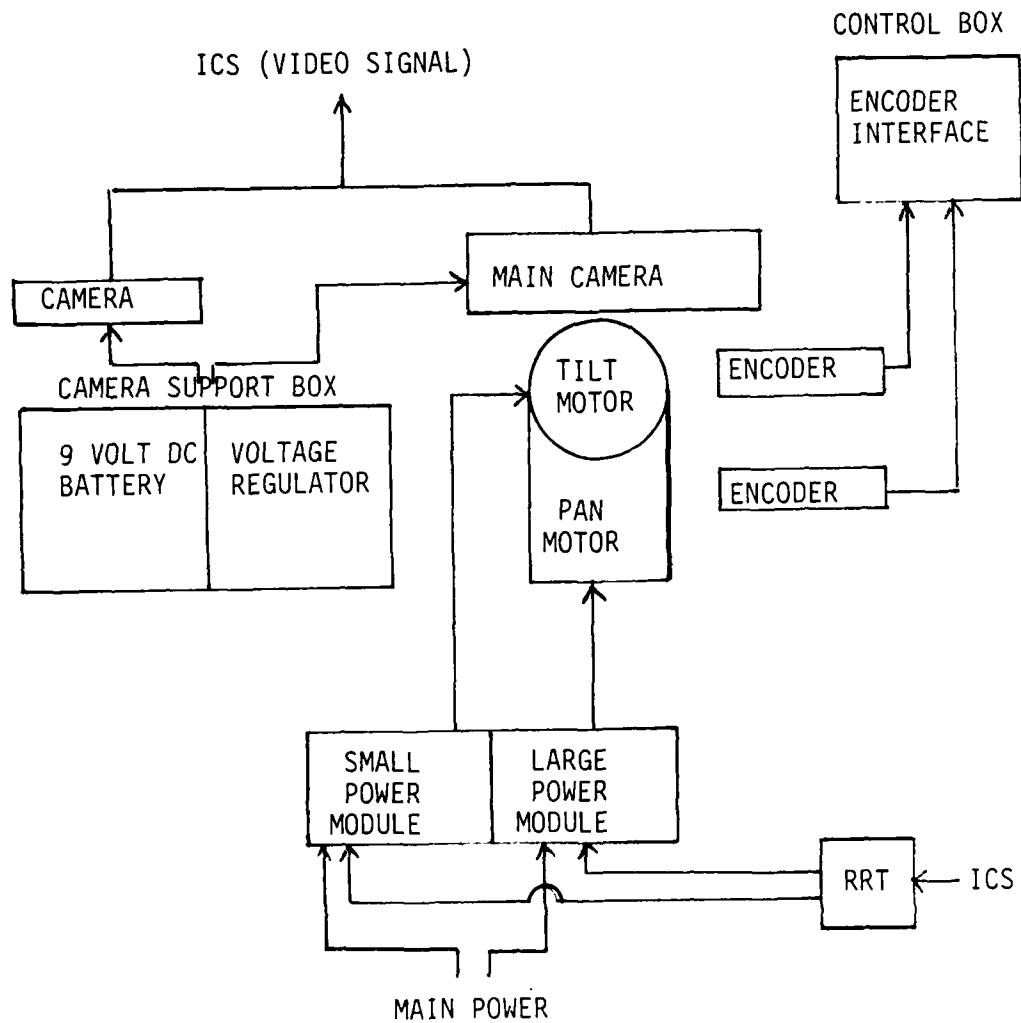 CONTROL BOX
ICS (VIDEO SIGNAL)
ENCODER
INTERFACE
MAIN CAMERA
CAMERA
TILT
MOTOR
ENCODER
CAMERA SUPPORT BOX
9 VOLT DC
BATTERY
VOLTAGE
REGULATOR
ENCODER
PAN
MOTOR
SMALL
POWER
MODULE
LARGE
POWER
MODULE
RRT
ICS
MAIN POWER